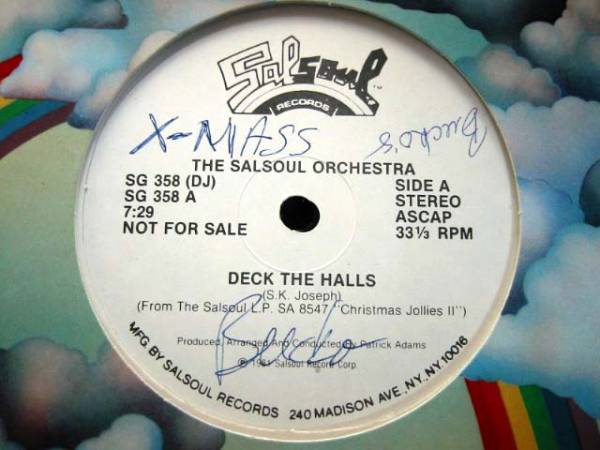 Salsoul
RECORDS
X-MASS
THE SALSOUL ORCHESTRA
SG 358 (DJ)
SG 358 A
7:29
NOT FOR SALE
SIDE A
STEREO
ASCAP
33⅓ RPM
DECK THE HALLS
(S.K. Joseph)
(From The Salsoul L.P. SA 8547 "Christmas Jollies II")
Produced, Arranged And Conducted By Patrick Adams
℗ 1981 Salsoul Record Corp.
MFG BY SALSOUL RECORDS 240 MADISON AVE. N.Y., N.Y. 10016